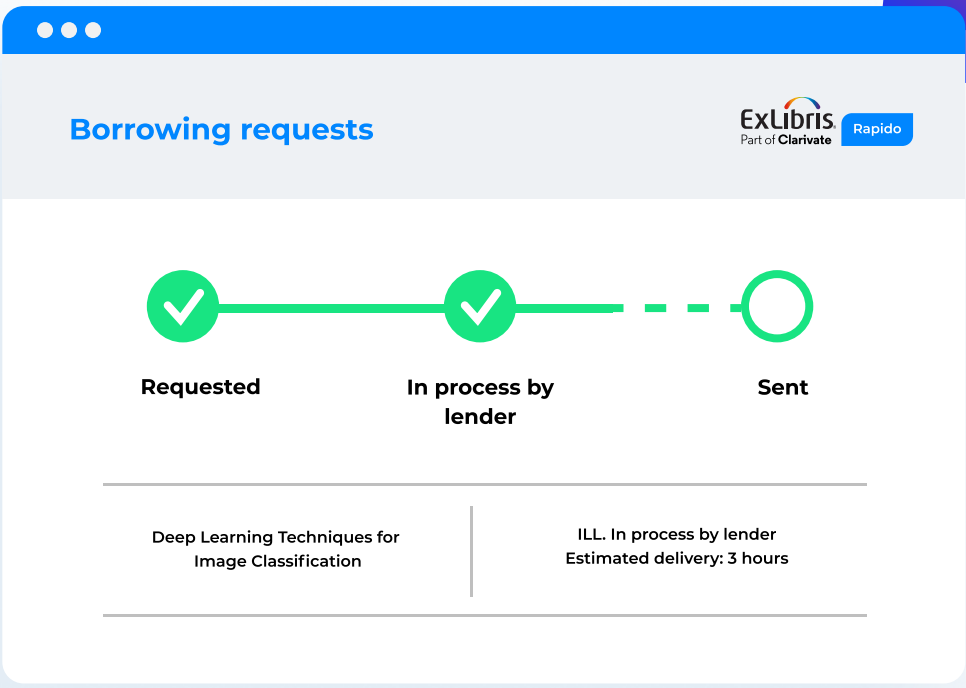 Borrowing requests
ExLibris
Part of Clarivate
Rapido
Requested
In process by
lender
Sent
Deep Learning Techniques for
Image Classification
ILL. In process by lender
Estimated delivery: 3 hours